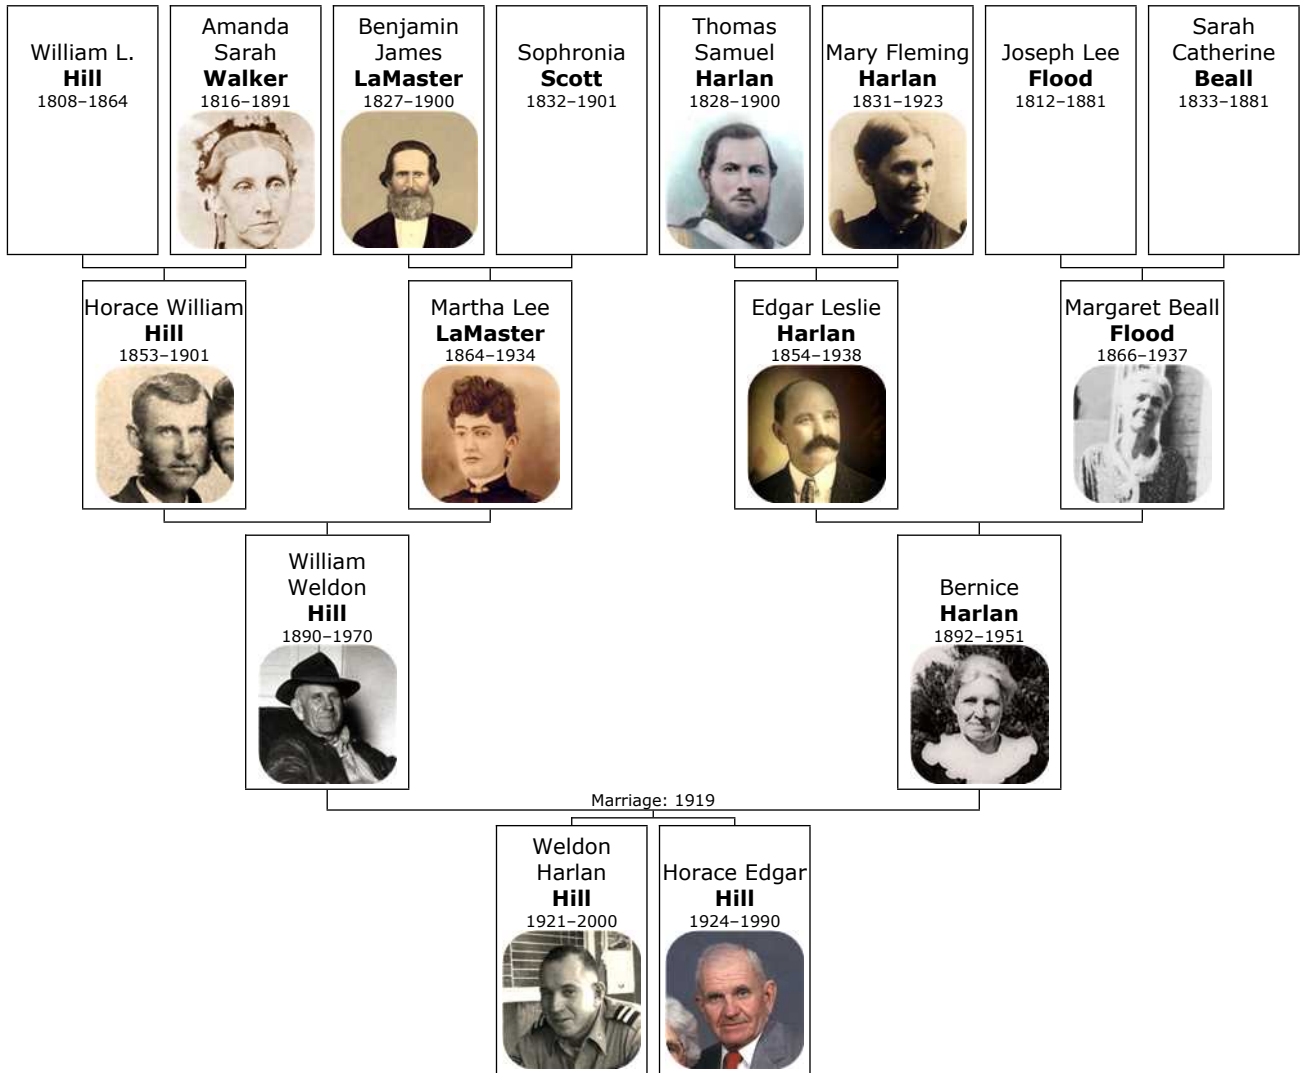 William L.
Hill
1808–1864
Amanda
Sarah
Walker
1816–1891
Benjamin
James
LaMaster
1827–1900
Sophronia
Scott
1832–1901
Thomas
Samuel
Harlan
1828–1900
Mary Fleming
Harlan
1831–1923
Joseph Lee
Flood
1812–1881
Sarah
Catherine
Beall
1833–1881
Horace William
Hill
1853–1901
Martha Lee
LaMaster
1864–1934
Edgar Leslie
Harlan
1854–1938
Margaret Beall
Flood
1866–1937
William
Weldon
Hill
1890–1970
Bernice
Harlan
1892–1951
Marriage: 1919
Weldon
Harlan
Hill
1921–2000
Horace Edgar
Hill
1924–1990